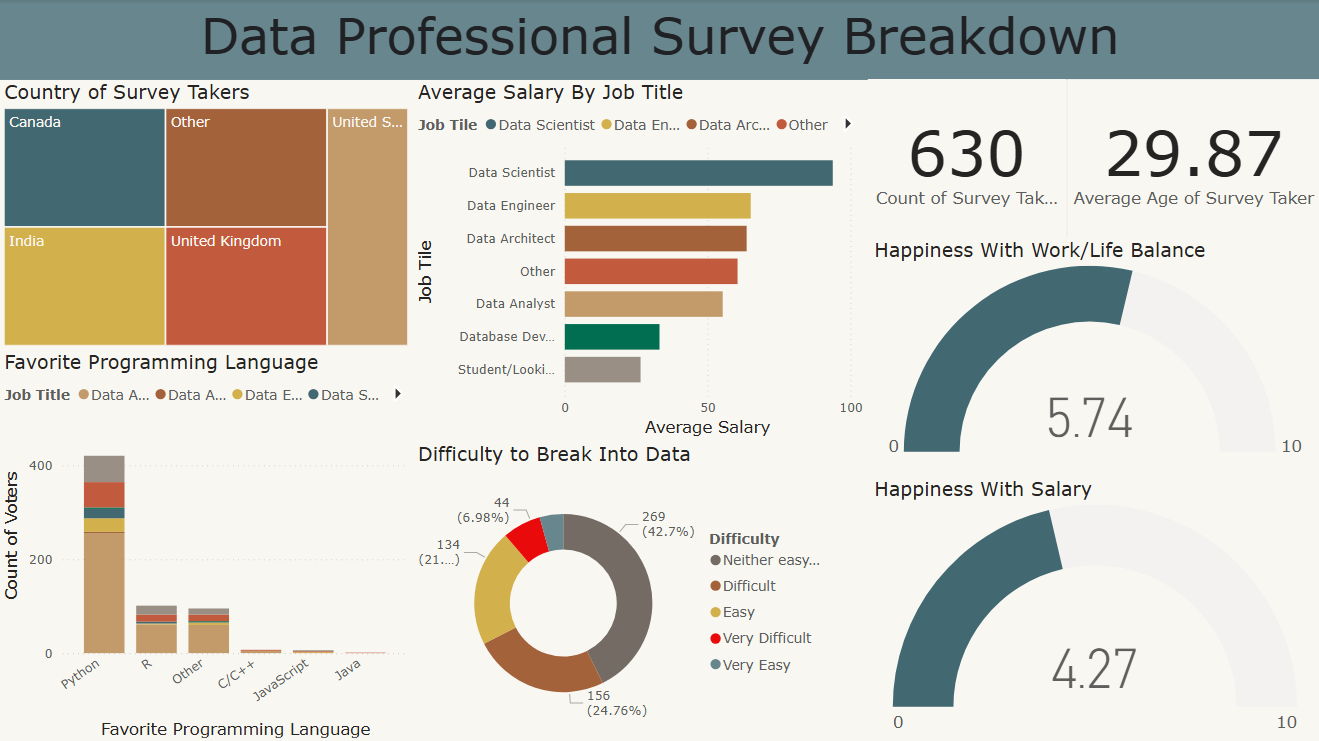 Data Professional Survey Breakdown
Country of Survey Takers
Canada
Other
United S...
India
United Kingdom
Average Salary By Job Title
Job Tile Data Scientist Data En... Data Arc... Other
Job Tile
Data Scientist
Data Engineer
Data Architect
Other
Data Analyst
Database Dev...
Student/Looki...
0 50 100
Average Salary
630
Count of Survey Tak...
29.87
Average Age of Survey Taker
Happiness With Work/Life Balance
5.74
0 10
Favorite Programming Language
Job Title Data A... Data A... Data E... Data S...
Count of Voters
400
200
0
Python R Other C/C++ JavaScript Java
Favorite Programming Language
Difficulty to Break Into Data
44
(6.98%)
269
(42.7%)
134
(21....)
156
(24.76%)
Difficulty
Neither easy...
Difficult
Easy
Very Difficult
Very Easy
Happiness With Salary
4.27
0 10